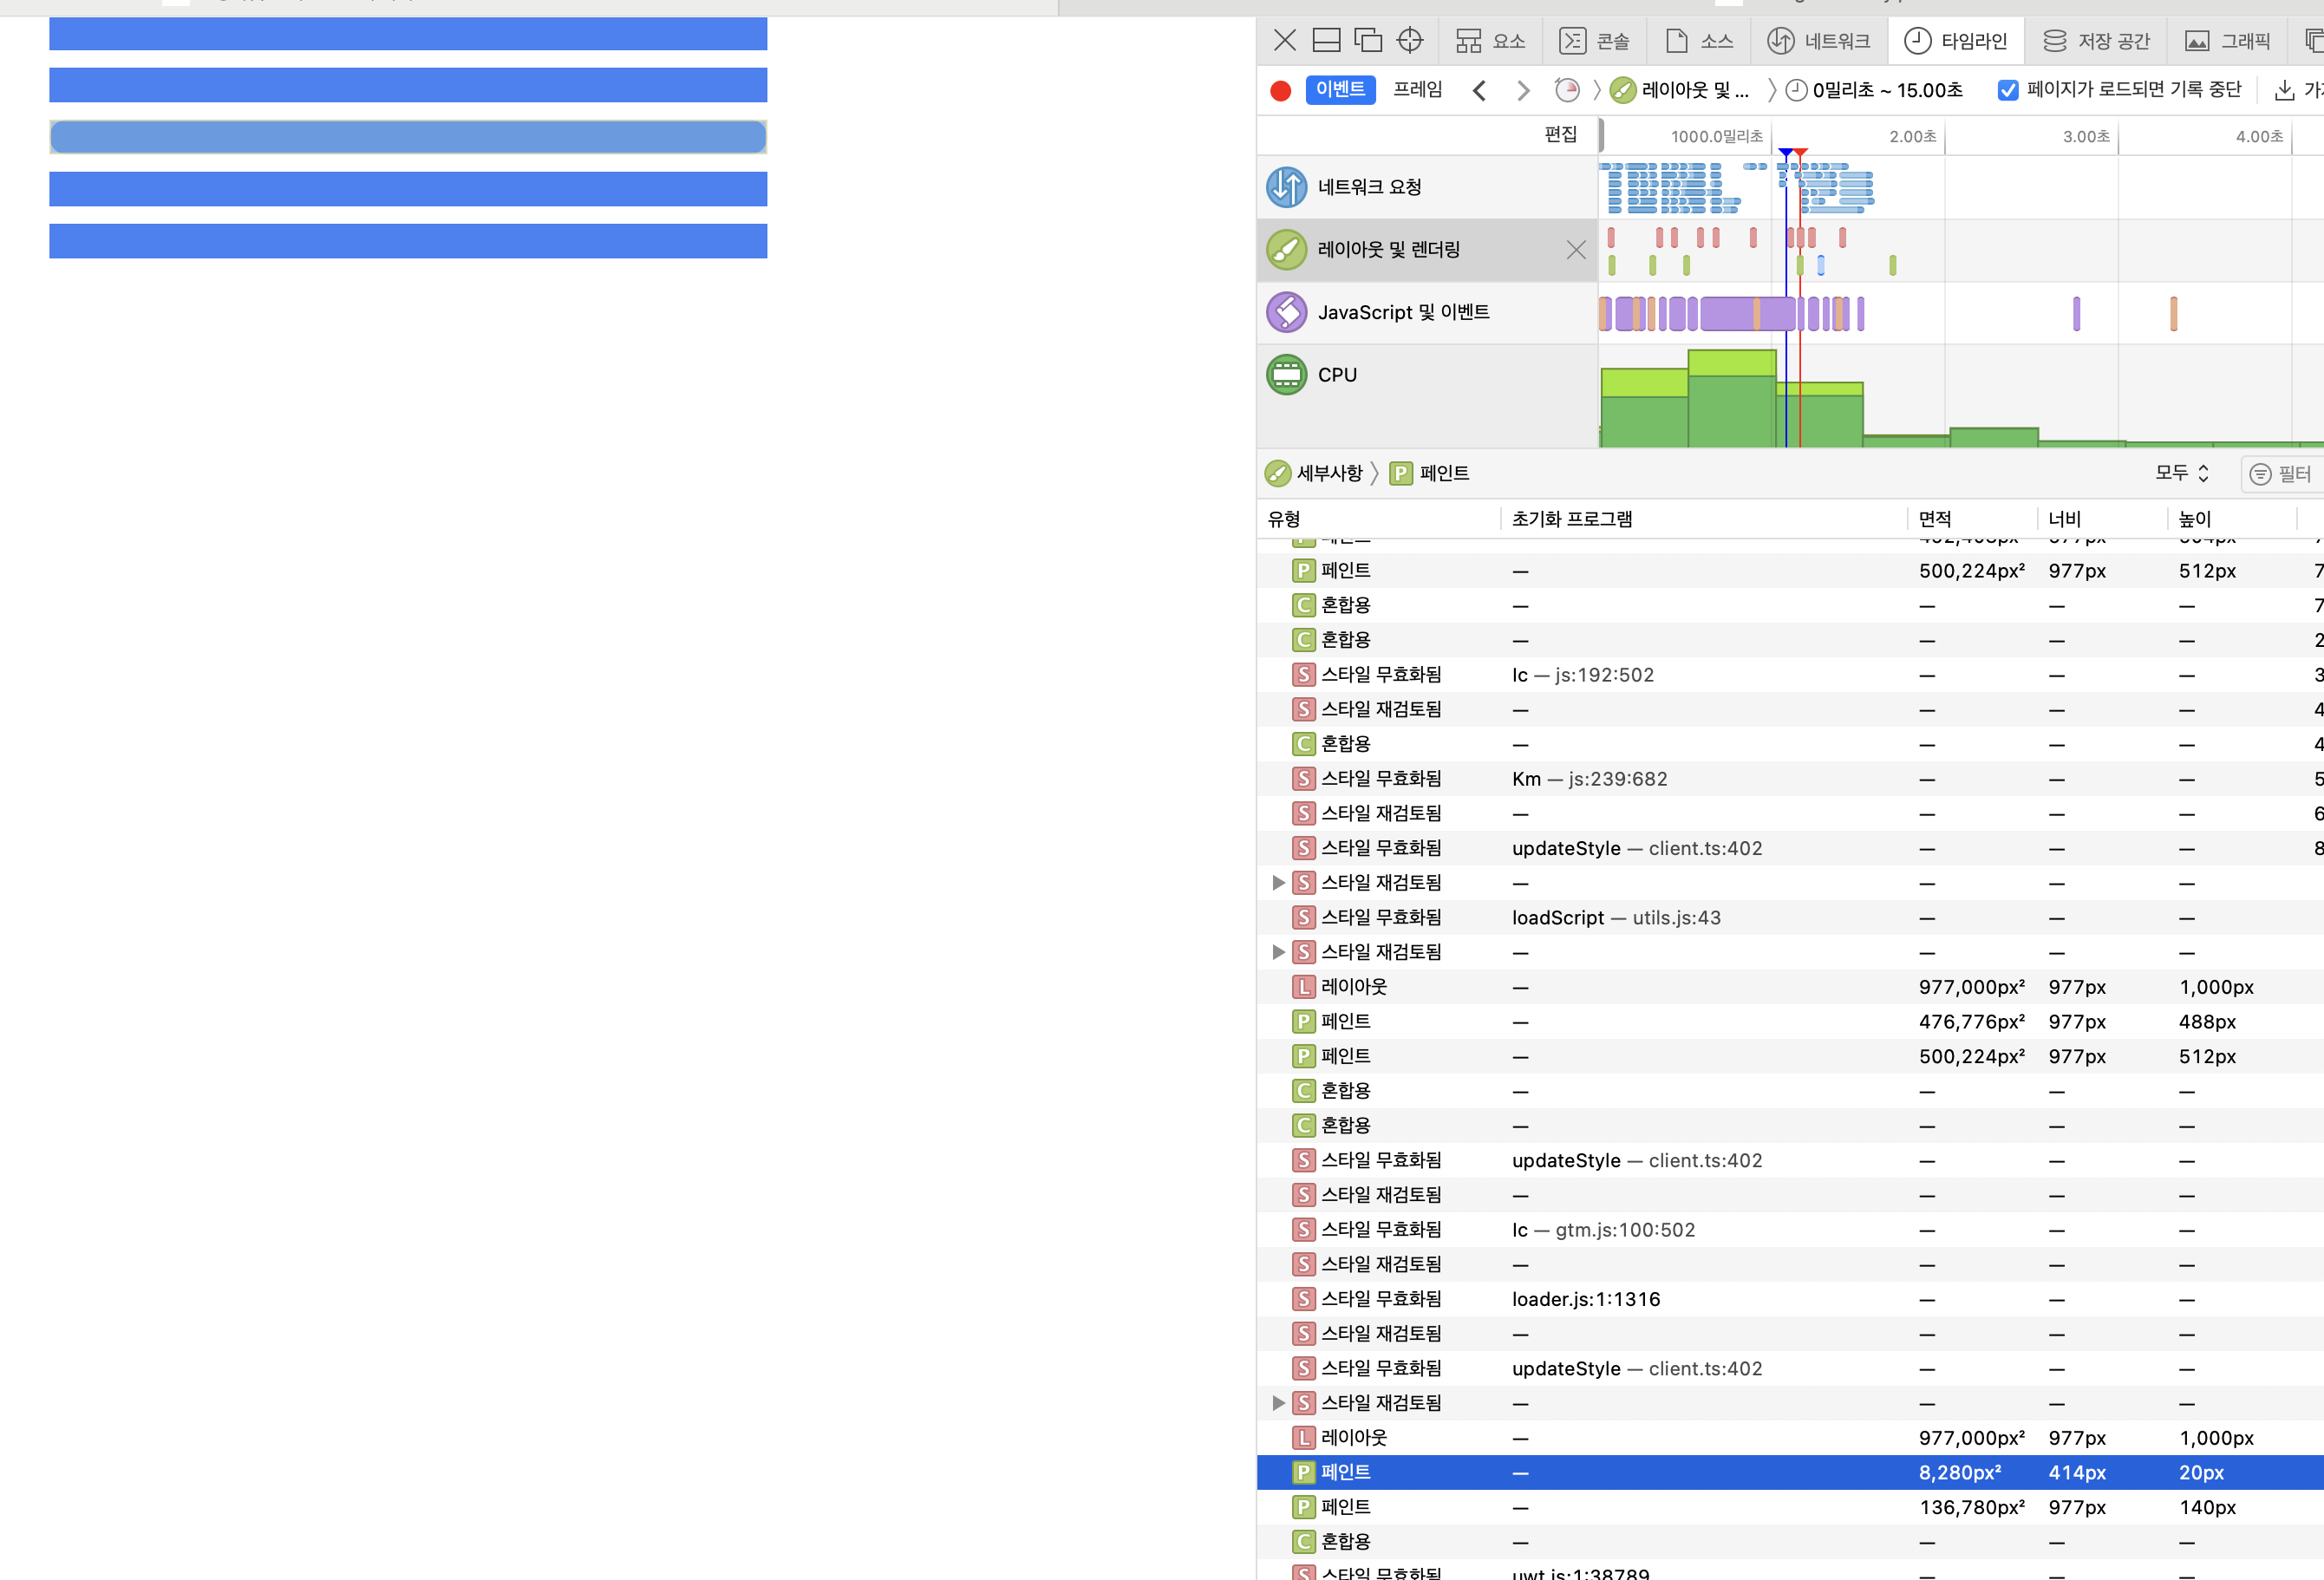 요소
콘솔
소스
네트워크
타임라인
저장 공간
그래픽
이벤트
프레임
레이아웃 및 ...
0밀리초 ~ 15.00초
페이지가 로드되면 기록 중단
편집
1000.0밀리초
2.00초
3.00초
4.00초
네트워크 요청
레이아웃 및 렌더링
JavaScript 및 이벤트
CPU
세부사항
P 페인트
모두
필터
유형 초기화 프로그램 면적 너비 높이
P 페인트 — 500,224px² 977px 512px 7
C 혼합용 — — — — 7
C 혼합용 — — — — 2
S 스타일 무효화됨 lc — js:192:502 — — — 3
S 스타일 재검토됨 — — — — 4
C 혼합용 — — — — 4
S 스타일 무효화됨 Km — js:239:682 — — — 5
S 스타일 재검토됨 — — — — 6
S 스타일 무효화됨 updateStyle — client.ts:402 — — — 8
S 스타일 재검토됨 — — — —
S 스타일 무효화됨 loadScript — utils.js:43 — — —
S 스타일 재검토됨 — — — —
L 레이아웃 — 977,000px² 977px 1,000px
P 페인트 — 476,776px² 977px 488px
P 페인트 — 500,224px² 977px 512px
C 혼합용 — — — —
C 혼합용 — — — —
S 스타일 무효화됨 updateStyle — client.ts:402 — — —
S 스타일 재검토됨 — — — —
S 스타일 무효화됨 lc — gtm.js:100:502 — — —
S 스타일 재검토됨 — — — —
S 스타일 무효화됨 loader.js:1:1316 — — —
S 스타일 재검토됨 — — — —
S 스타일 무효화됨 updateStyle — client.ts:402 — — —
S 스타일 재검토됨 — — — —
L 레이아웃 — 977,000px² 977px 1,000px
P 페인트 — 8,280px² 414px 20px
P 페인트 — 136,780px² 977px 140px
C 혼합용 — — — —
S 스타일 무효화됨 uwt.js:1:38789 — — —